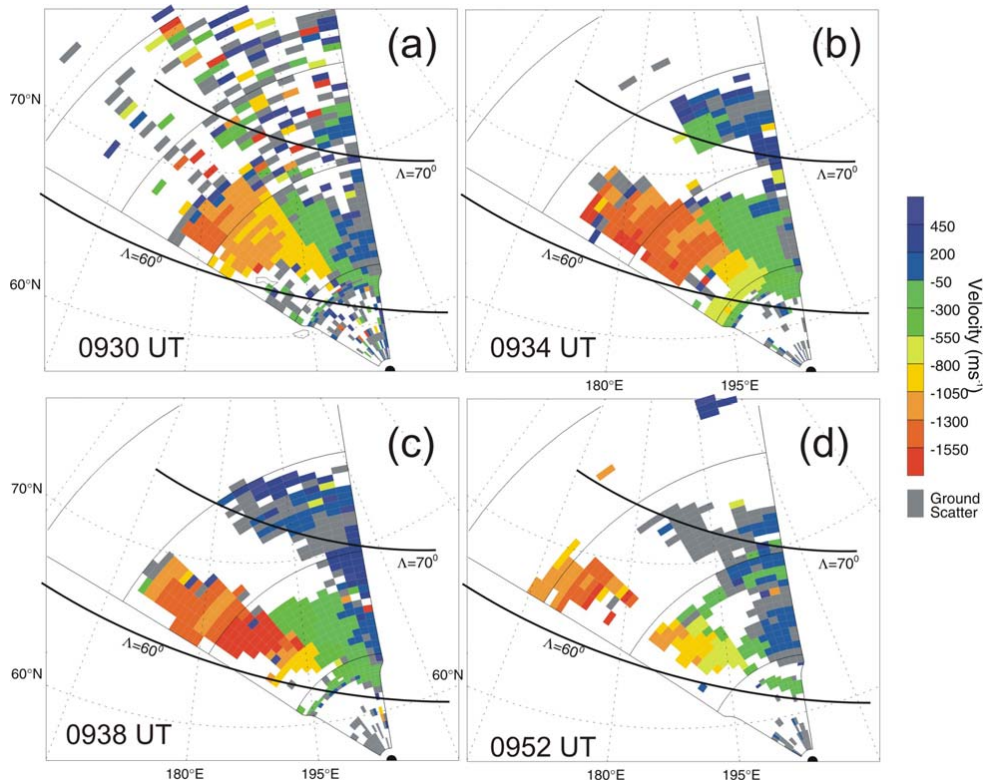 (a)
70°N
Λ=70⁰
Λ=60⁰
60°N
0930 UT
(b)
Λ=70⁰
Λ=60⁰
0934 UT
180°E
195°E
(c)
70°N
Λ=70⁰
Λ=60⁰
60°N
60°N
0938 UT
180°E
195°E
(d)
Λ=70⁰
Λ=60⁰
0952 UT
180°E
195°E
450
200
-50
-300
-550
-800
-1050
-1300
-1550
Velocity (ms⁻¹)
Ground
Scatter